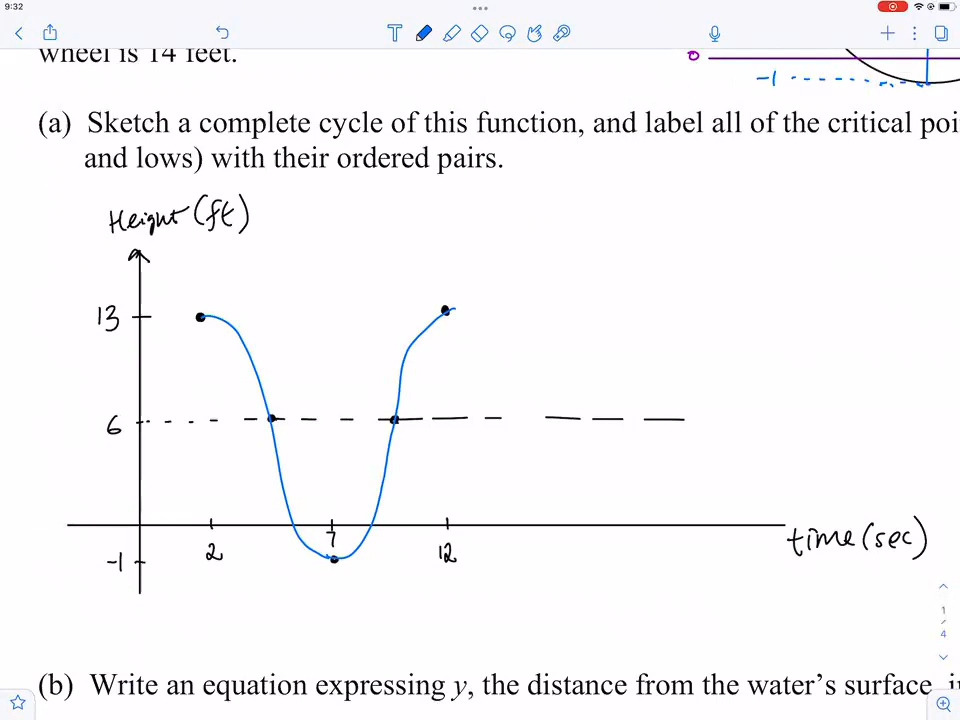 9:32
T
wheel is 14 feet.
0
-1
(a) Sketch a complete cycle of this function, and label all of the critical poi
and lows) with their ordered pairs.
Height (ft)
13
6
-1
2
7
12
time (sec)
1
4
(b) Write an equation expressing y, the distance from the water's surface, i